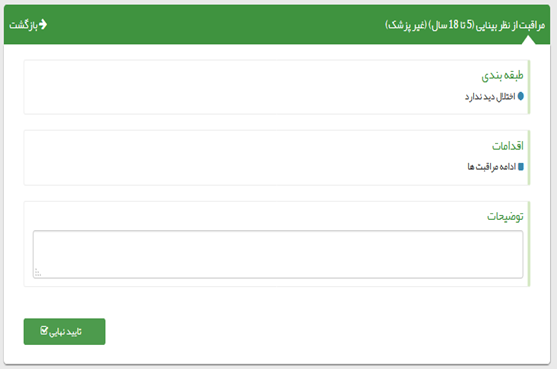 مراقبت از نظر بینایی (5 تا 18 سال) (غیر پزشک)
بازگشت
طبقه بندی
اختلال دید ندارد
اقدامات
ادامه مراقبت ها
توضیحات
تایید نهایی